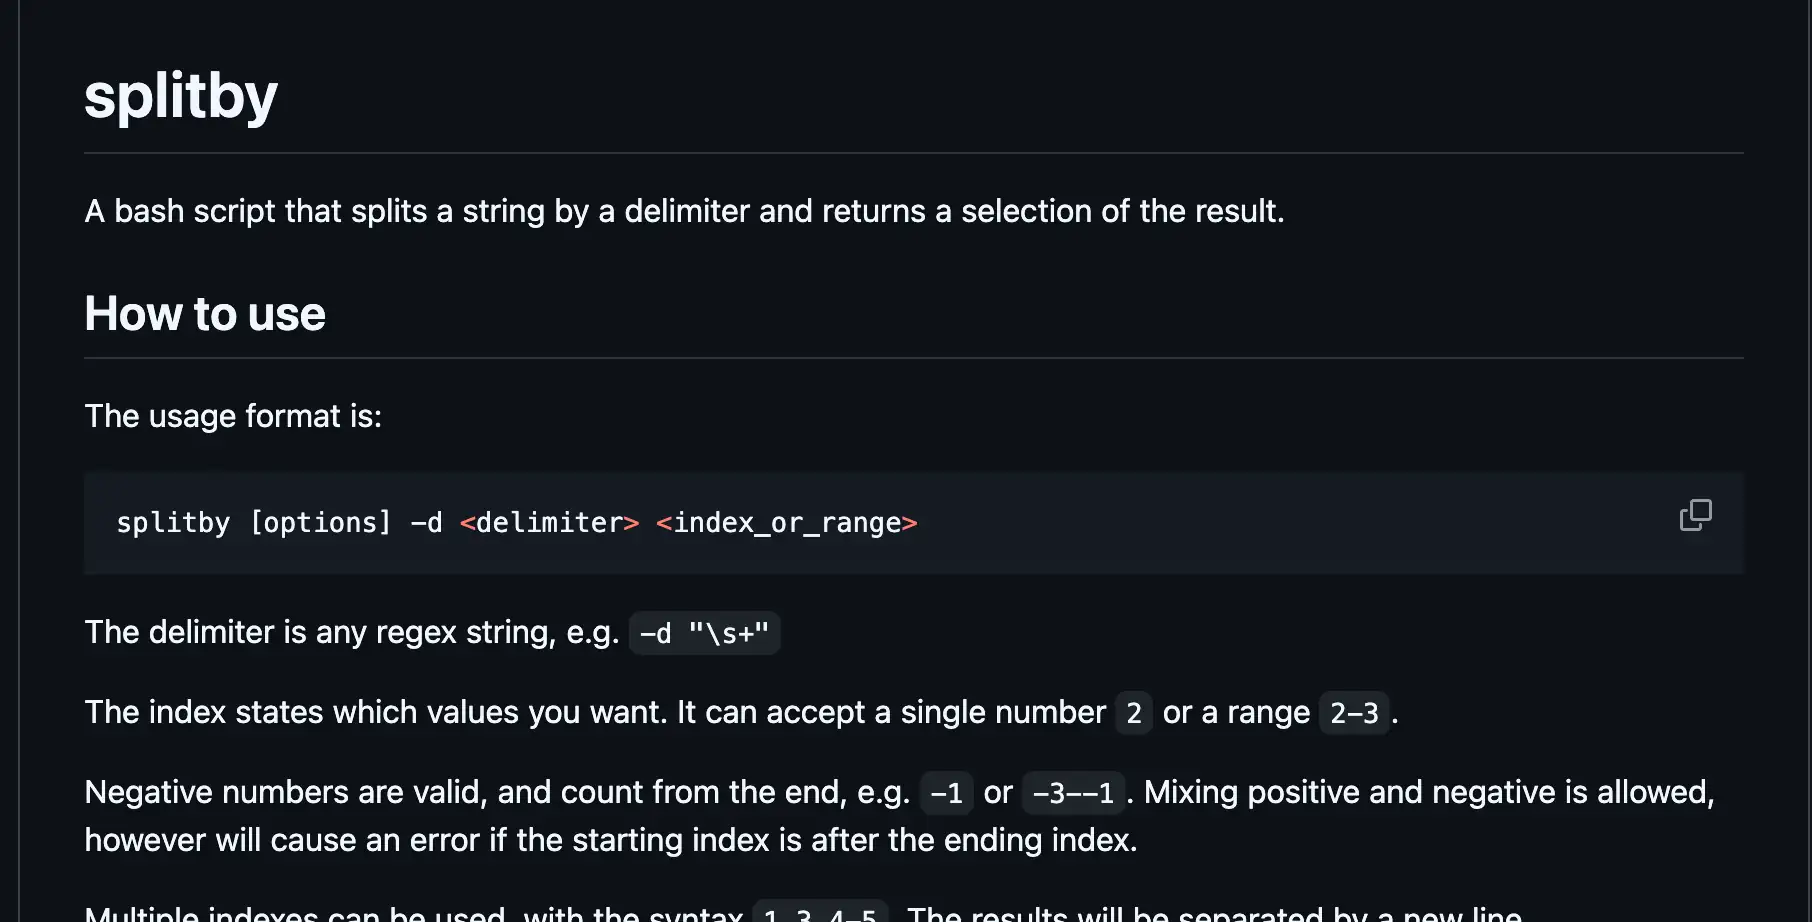 splitby
A bash script that splits a string by a delimiter and returns a selection of the result.
How to use
The usage format is:
splitby [options] -d <delimiter> <index_or_range>
The delimiter is any regex string, e.g. -d "\s+"
The index states which values you want. It can accept a single number 2 or a range 2-3.
Negative numbers are valid, and count from the end, e.g. -1 or -3--1. Mixing positive and negative is allowed,
however will cause an error if the starting index is after the ending index.
Multiple indexes can be used, with the syntax 1 3 4-5. The results will be separated by a new line